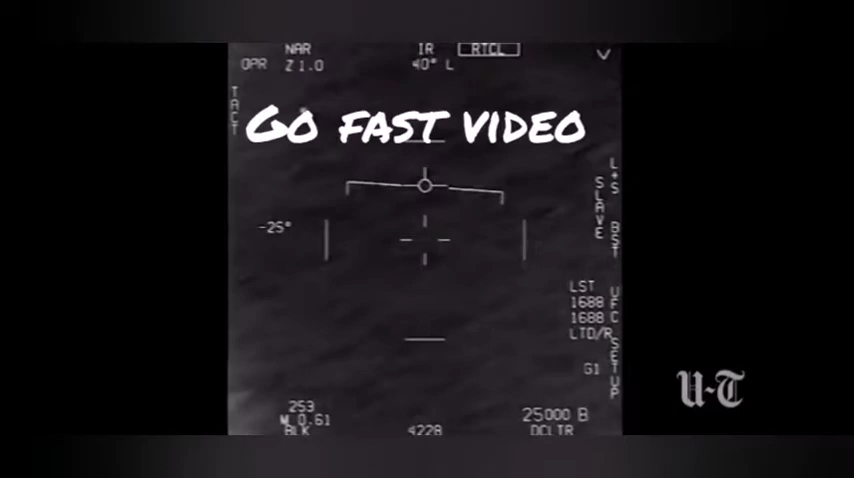 NAR IR RTCL
OPR Z 1.0 40° L
TACT
Go fast video
L+S
SLAVE
BST
-25°
LST
1688
1688
LTD/R
UFC
SETUP
G1
U-T
253
M 0.61
BLK
4228
25000 B
DCLTR